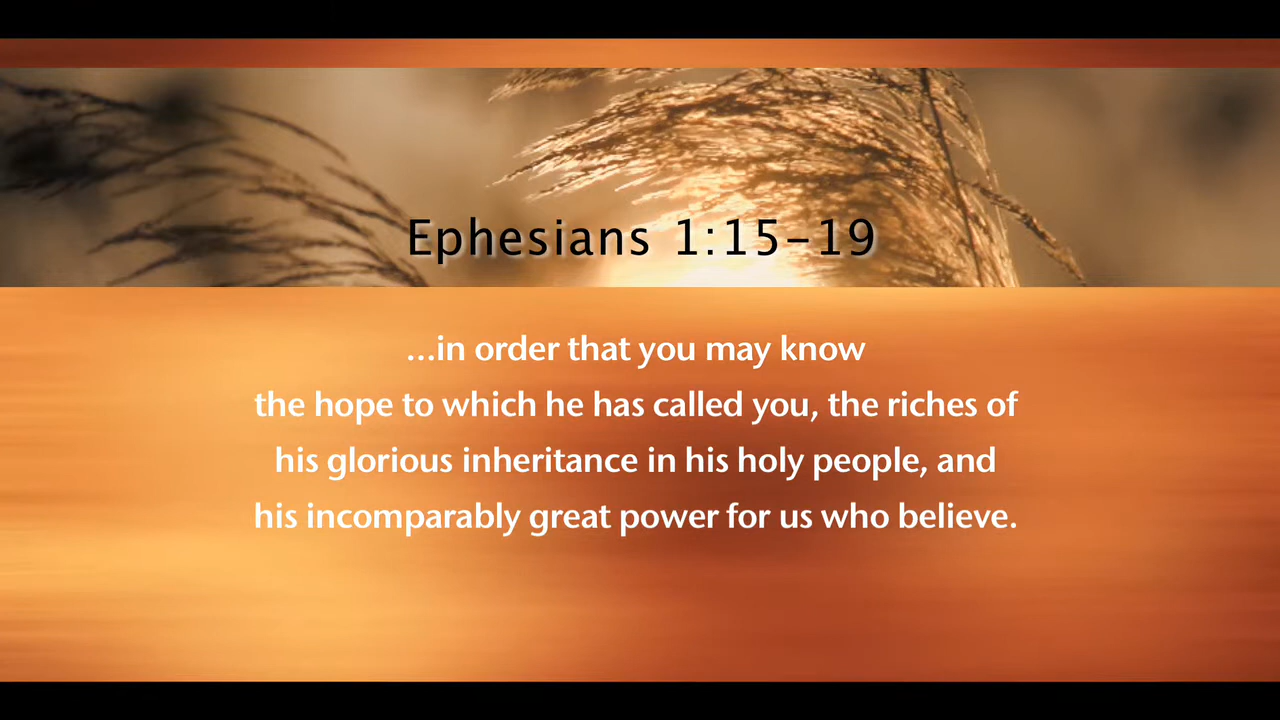 Ephesians 1:15-19
...in order that you may know
the hope to which he has called you, the riches of
his glorious inheritance in his holy people, and
his incomparably great power for us who believe.